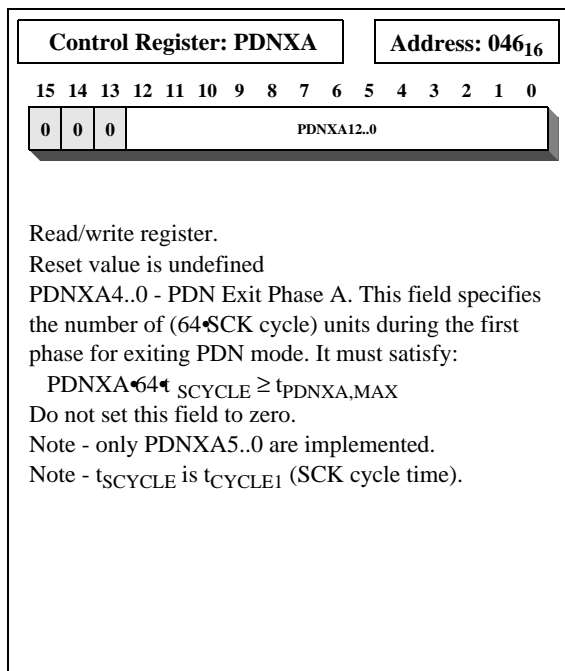 Control Register: PDNXA
Address: 046₁₆
15 14 13 12 11 10 9 8 7 6 5 4 3 2 1 0
0 0 0 PDNXA12..0
Read/write register.
Reset value is undefined
PDNXA4..0 - PDN Exit Phase A. This field specifies
the number of (64•SCK cycle) units during the first
phase for exiting PDN mode. It must satisfy:
PDNXA•64•t SCYCLE ≥ tPDNXA,MAX
Do not set this field to zero.
Note - only PDNXA5..0 are implemented.
Note - tSCYCLE is tCYCLE1 (SCK cycle time).